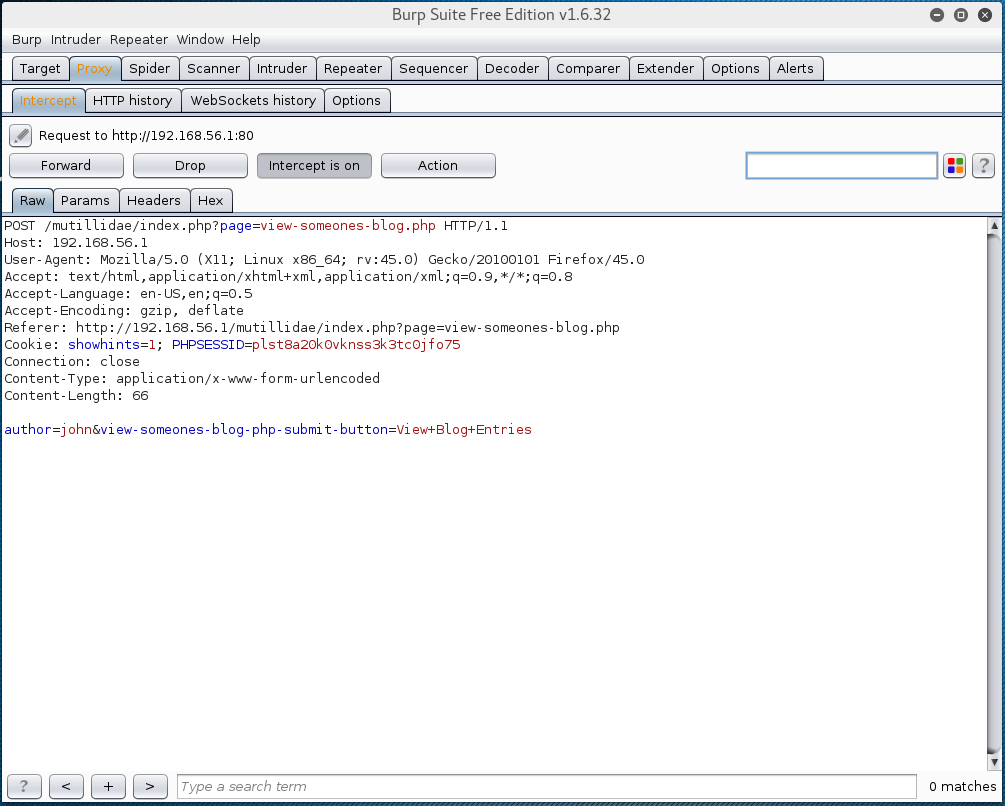 Burp Suite Free Edition v1.6.32
Burp Intruder Repeater Window Help
Target Proxy Spider Scanner Intruder Repeater Sequencer Decoder Comparer Extender Options Alerts
Intercept HTTP history WebSockets history Options
Request to http://192.168.56.1:80
Forward Drop Intercept is on Action ?
Raw Params Headers Hex
POST /mutillidae/index.php?page=view-someones-blog.php HTTP/1.1
Host: 192.168.56.1
User-Agent: Mozilla/5.0 (X11; Linux x86_64; rv:45.0) Gecko/20100101 Firefox/45.0
Accept: text/html,application/xhtml+xml,application/xml;q=0.9,*/*;q=0.8
Accept-Language: en-US,en;q=0.5
Accept-Encoding: gzip, deflate
Referer: http://192.168.56.1/mutillidae/index.php?page=view-someones-blog.php
Cookie: showhints=1; PHPSESSID=plst8a20k0vknss3k3tc0jfo75
Connection: close
Content-Type: application/x-www-form-urlencoded
Content-Length: 66

author=john&view-someones-blog-php-submit-button=View+Blog+Entries
? < + > Type a search term 0 matches